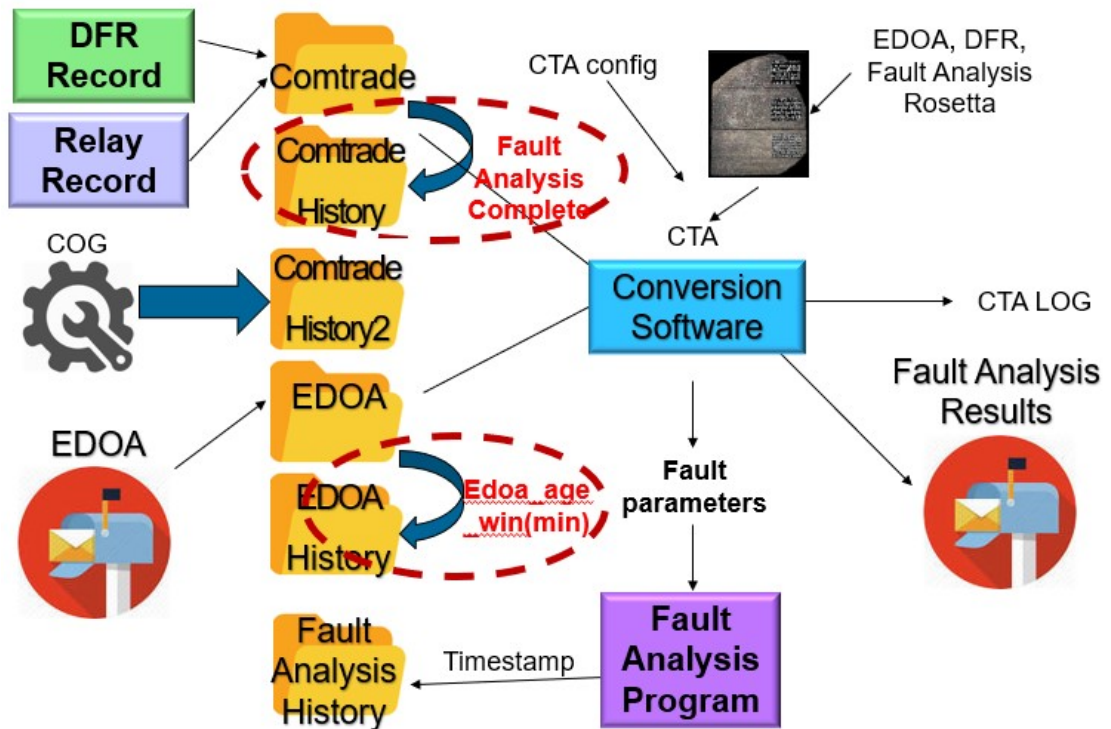 DFR
Record
Relay
Record
COG
EDOA
Comtrade
Comtrade
History
Fault
Analysis
Complete
Comtrade
History2
EDOA
EDOA
History
Edoa_age
_win(min)
Fault
Analysis
History
Timestamp
CTA config
EDOA, DFR,
Fault Analysis
Rosetta
CTA
Conversion
Software
CTA LOG
Fault Analysis
Results
Fault
parameters
Fault
Analysis
Program